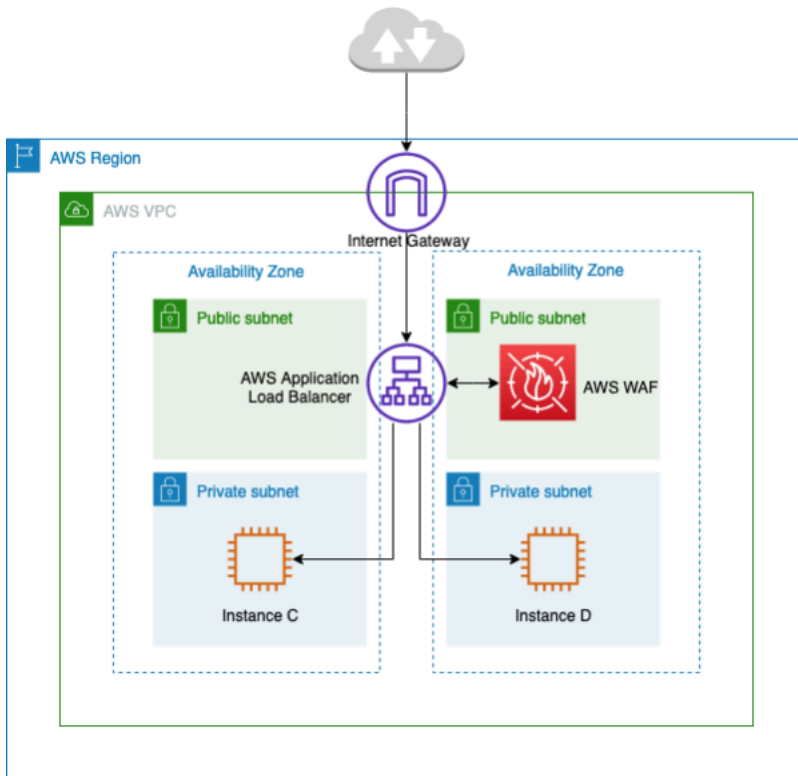 AWS Region
AWS VPC
Internet Gateway
Availability Zone
Availability Zone
Public subnet
Public subnet
AWS Application
Load Balancer
AWS WAF
Private subnet
Private subnet
Instance C
Instance D